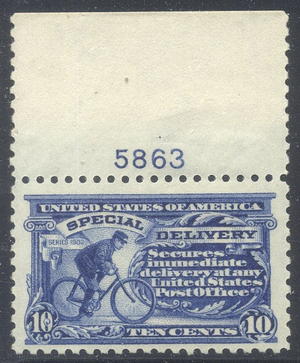 5863
UNITED STATES OF AMERICA
SPECIAL DELIVERY
SERIES 1902
Secures
immediate
delivery at any
United States
Post Office.
10 TEN CENTS 10